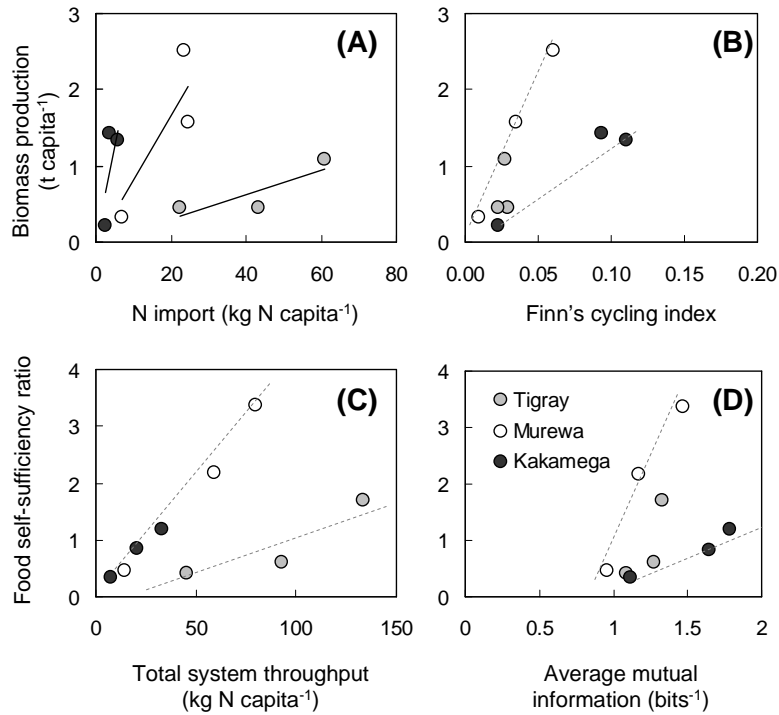 3
2
1
0
0 20 40 60 80
Biomass production
(t capita⁻¹)
N import (kg N capita⁻¹)
(A)
0.00 0.05 0.10 0.15 0.20
Finn's cycling index
(B)
4
3
2
1
0
0 50 100 150
Food self-sufficiency ratio
Total system throughput
(kg N capita⁻¹)
(C)
3
2
1
0
4
3
2
1
0
0 0.5 1 1.5 2
Average mutual
information (bits⁻¹)
(D)
Tigray
Murewa
Kakamega